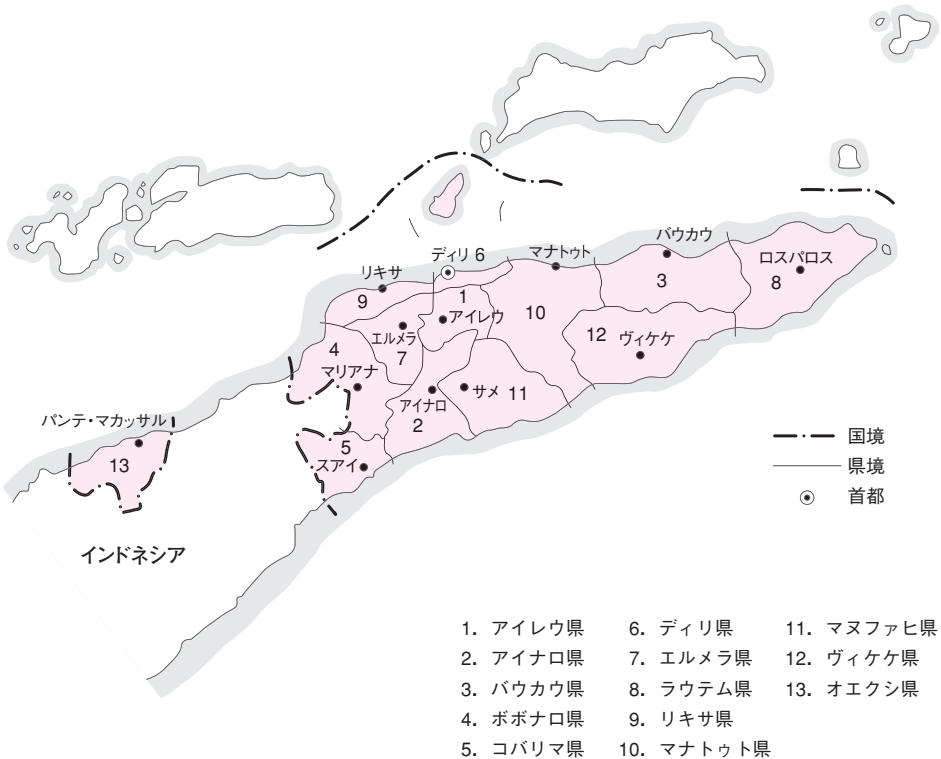 バウカウ
ディリ 6
マナトゥト
ロスパロス
リキサ
3
8
9
1
10
アイレウ
エルメラ
12
ヴィケケ
4
7
マリアナ
サメ
11
アイナロ
2
パンテ・マカッサル
5
スアイ
13
国境
県境
首都
インドネシア
1. アイレウ県
2. アイナロ県
3. バウカウ県
4. ボボナロ県
5. コバリマ県
6. ディリ県
7. エルメラ県
8. ラウテム県
9. リキサ県
10. マナトゥト県
11. マヌファヒ県
12. ヴィケケ県
13. オエクシ県